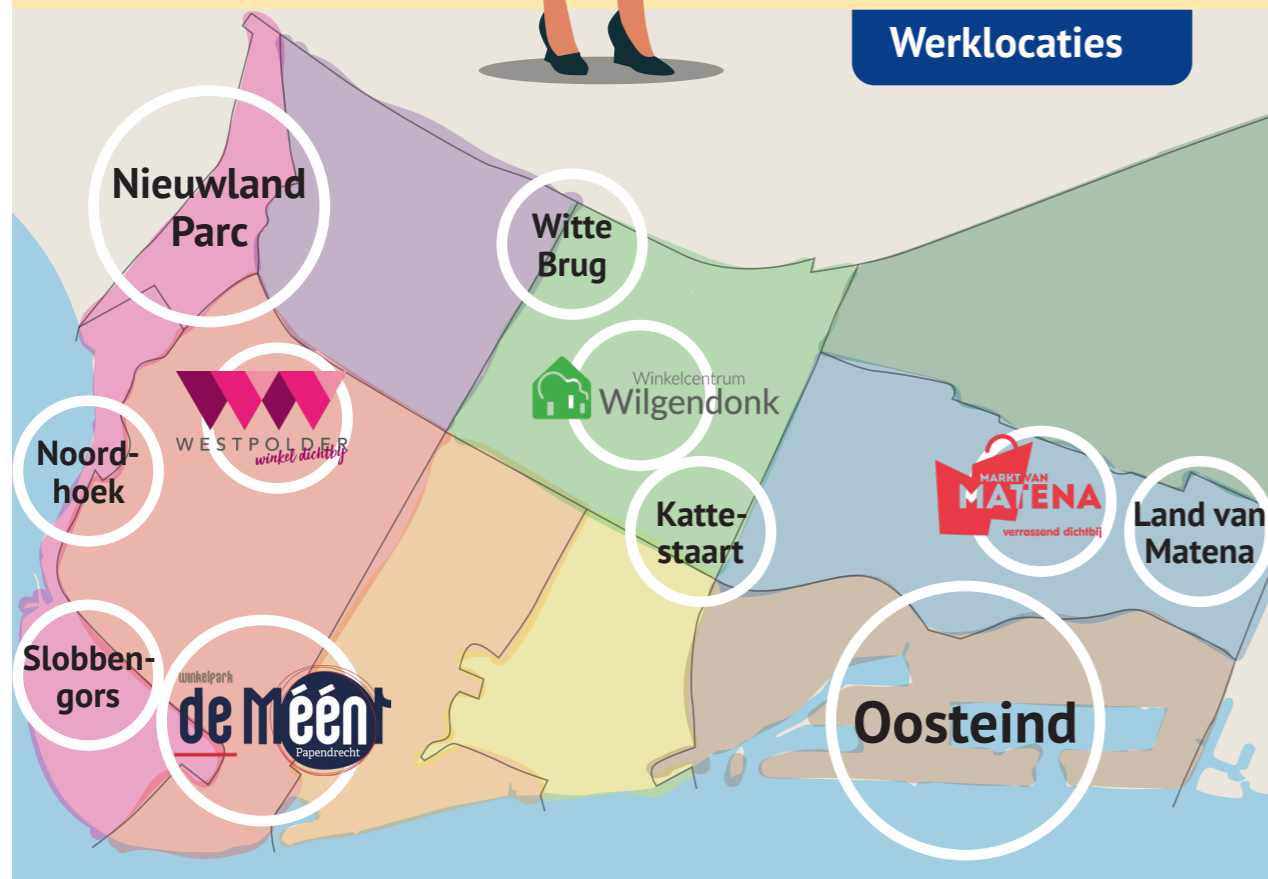 Werklocaties
Nieuwland
Parc
Witte
Brug
Winkelcentrum
Wilgendonk
WESTPOLDER
winkel dichtbij
Noord-
hoek
Katte-
staart
MARKT VAN
MATENA
verrassend dichtbij
Land van
Matena
Slobben-
gors
winkelpark
de Méént
Papendrecht
Oosteind